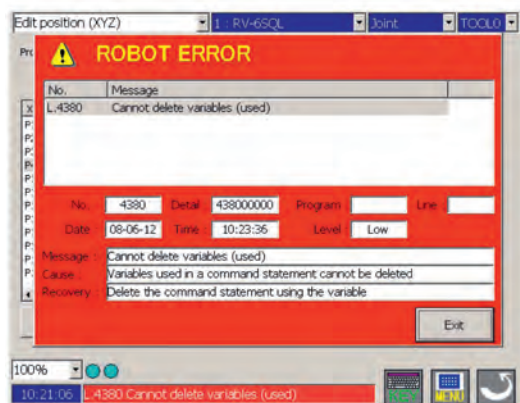 Edit position (XYZ) 1 : RV-6SQL Joint TOOL0
ROBOT ERROR
No. Message
L.4380 Cannot delete variables (used)
No. 4380 Detail 438000000 Program Line :
Date 08-06-12 Time : 10:23:36 Level : Low
Message : Cannot delete variables (used)
Cause : Variables used in a command statement cannot be deleted
Recovery : Delete the command statement using the variable
Exit
100%
10:21:06 L.4380 Cannot delete variables (used)
KEY MENU